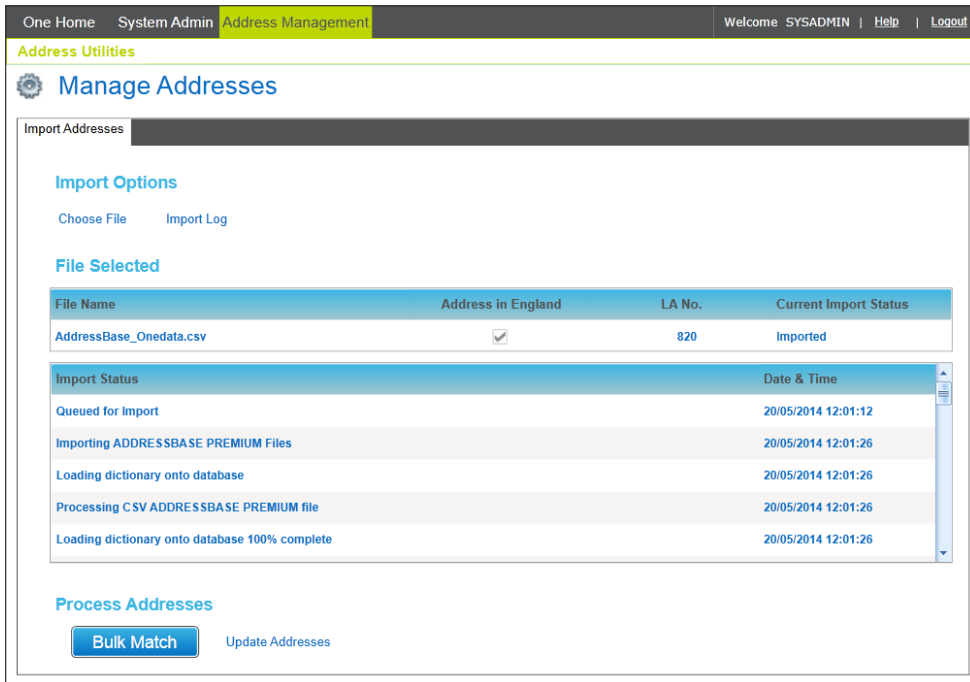 One Home System Admin Address Management Welcome SYSADMIN | Help | Logout
Address Utilities
Manage Addresses
Import Addresses
Import Options
Choose File Import Log
File Selected
File Name Address in England LA No. Current Import Status
AddressBase_Onedata.csv 820 Imported
Import Status Date & Time
Queued for Import 20/05/2014 12:01:12
Importing ADDRESSBASE PREMIUM Files 20/05/2014 12:01:26
Loading dictionary onto database 20/05/2014 12:01:26
Processing CSV ADDRESSBASE PREMIUM file 20/05/2014 12:01:26
Loading dictionary onto database 100% complete 20/05/2014 12:01:26
Process Addresses
Bulk Match Update Addresses